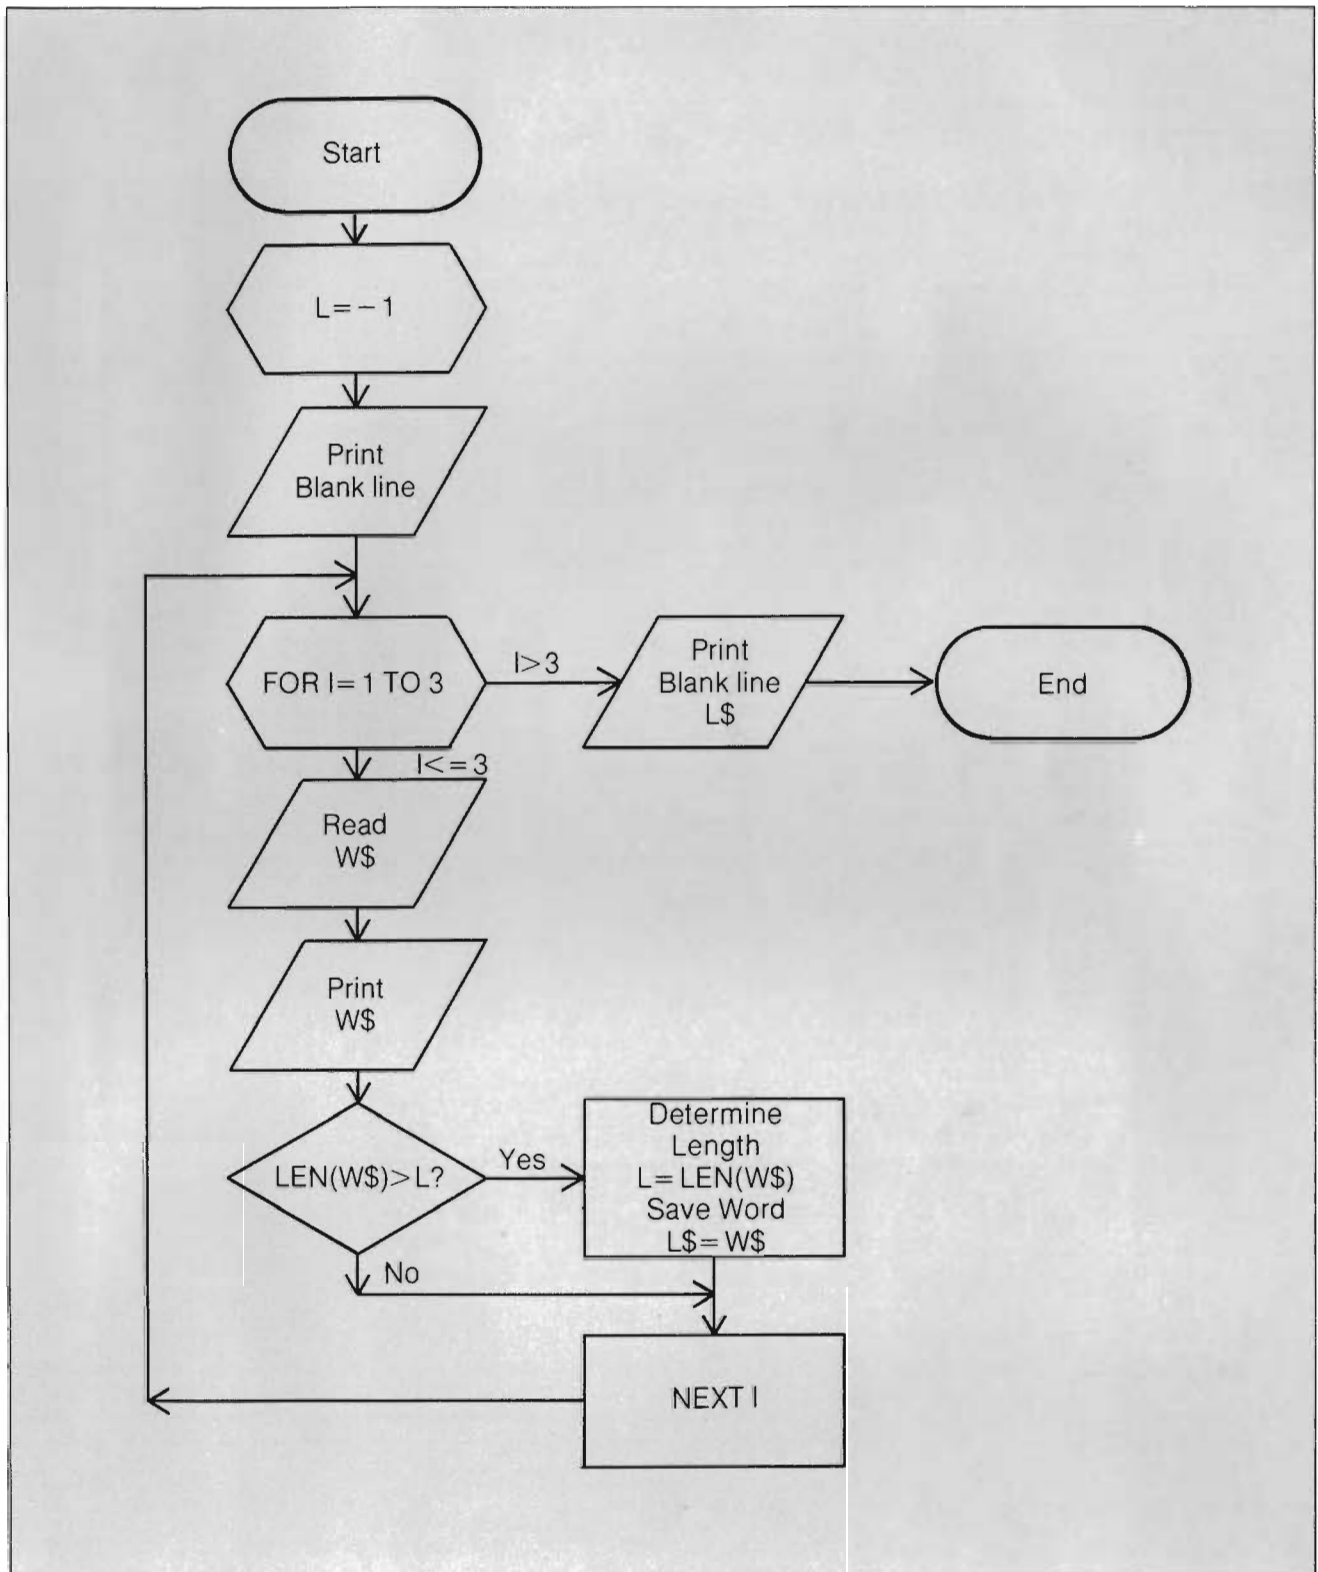 Start
L=−1
Print
Blank line
FOR I=1 TO 3
I>3
Print
Blank line
L$
End
I<=3
Read
W$
Print
W$
LEN(W$)>L?
Yes
Determine
Length
L=LEN(W$)
Save Word
L$=W$
No
NEXT I